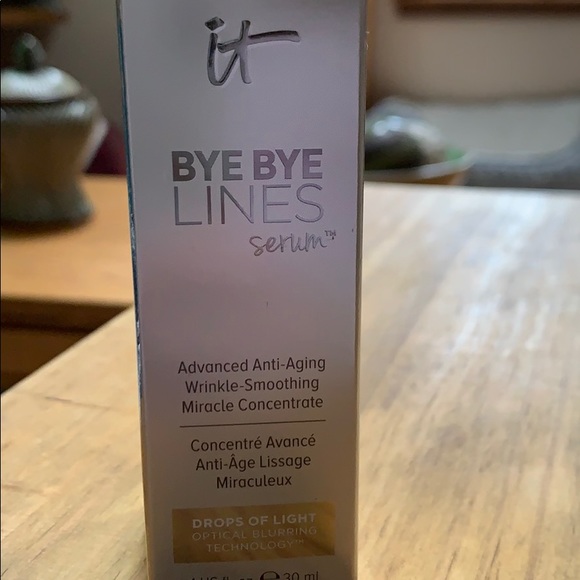 it
BYE BYE
LINES
serum™
Advanced Anti-Aging
Wrinkle-Smoothing
Miracle Concentrate
Concentré Avancé
Anti-Âge Lissage
Miraculeux
DROPS OF LIGHT
OPTICAL BLURRING
TECHNOLOGY™
30 ml